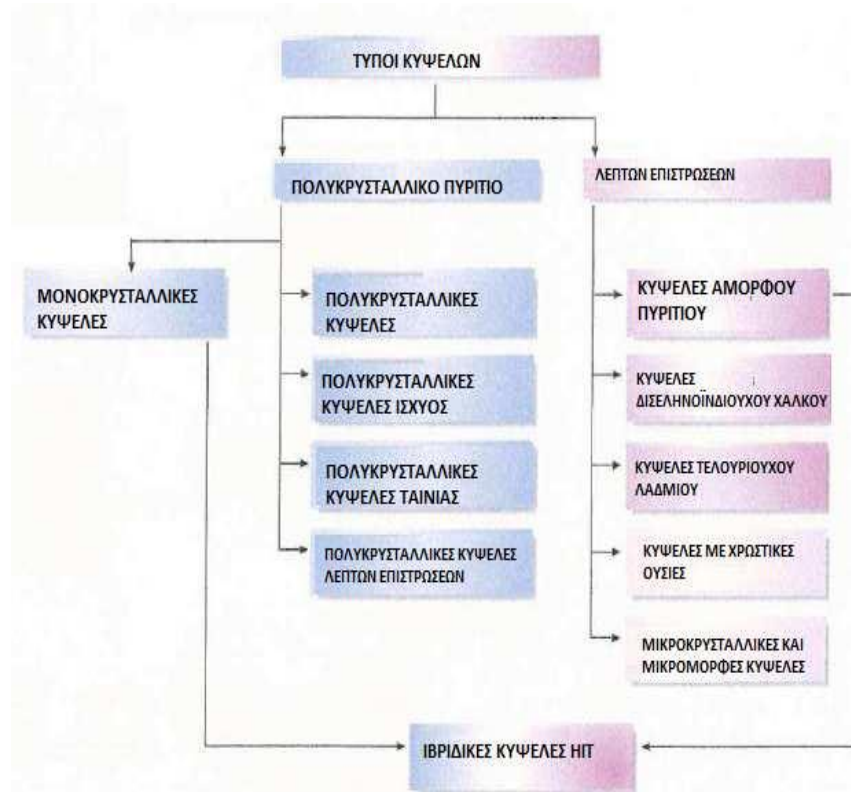 ΤΥΠΟΙ ΚΥΨΕΛΩΝ
ΠΟΛΥΚΡΥΣΤΑΛΛΙΚΟ ΠΥΡΙΤΙΟ
ΛΕΠΤΩΝ ΕΠΙΣΤΡΩΣΕΩΝ
ΜΟΝΟΚΡΥΣΤΑΛΛΙΚΕΣ
ΚΥΨΕΛΕΣ
ΠΟΛΥΚΡΥΣΤΑΛΛΙΚΕΣ
ΚΥΨΕΛΕΣ
ΠΟΛΥΚΡΥΣΤΑΛΛΙΚΕΣ
ΚΥΨΕΛΕΣ ΙΣΧΥΟΣ
ΠΟΛΥΚΡΥΣΤΑΛΛΙΚΕΣ
ΚΥΨΕΛΕΣ ΤΑΙΝΙΑΣ
ΠΟΛΥΚΡΥΣΤΑΛΛΙΚΕΣ ΚΥΨΕΛΕΣ
ΛΕΠΤΩΝ ΕΠΙΣΤΡΩΣΕΩΝ
ΚΥΨΕΛΕΣ ΑΜΟΡΦΟΥ
ΠΥΡΙΤΙΟΥ
ΚΥΨΕΛΕΣ
ΔΙΣΕΛΗΝΟΪΝΔΙΟΥΧΟΥ ΧΑΛΚΟΥ
ΚΥΨΕΛΕΣ ΤΕΛΟΥΡΙΟΥΧΟΥ
ΛΑΔΜΙΟΥ
ΚΥΨΕΛΕΣ ΜΕ ΧΡΩΣΤΙΚΕΣ
ΟΥΣΙΕΣ
ΜΙΚΡΟΚΡΥΣΤΑΛΛΙΚΕΣ ΚΑΙ
ΜΙΚΡΟΜΟΡΦΕΣ ΚΥΨΕΛΕΣ
ΙΒΡΙΔΙΚΕΣ ΚΥΨΕΛΕΣ HIT